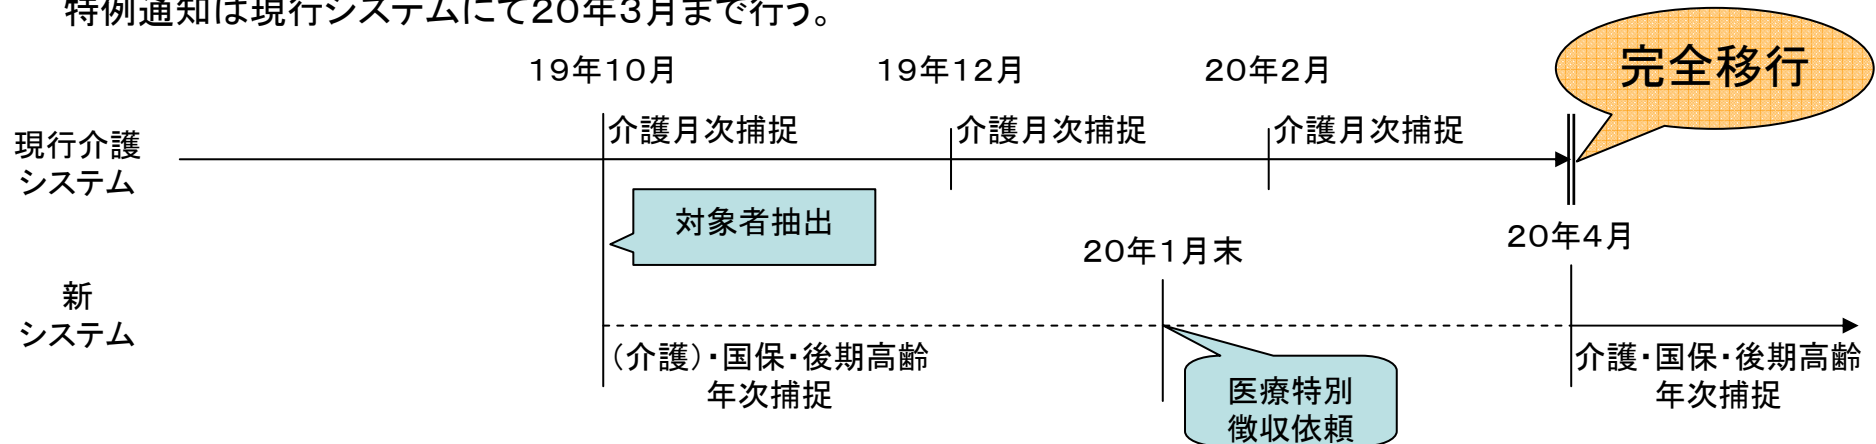 特例通知は現行システムにて20年3月まで行う。
19年10月
19年12月
20年2月
完全移行
現行介護
システム
介護月次捕捉
介護月次捕捉
介護月次捕捉
対象者抽出
20年1月末
20年4月
新
システム
(介護)・国保・後期高齢
年次捕捉
医療特別
徴収依頼
介護・国保・後期高齢
年次捕捉